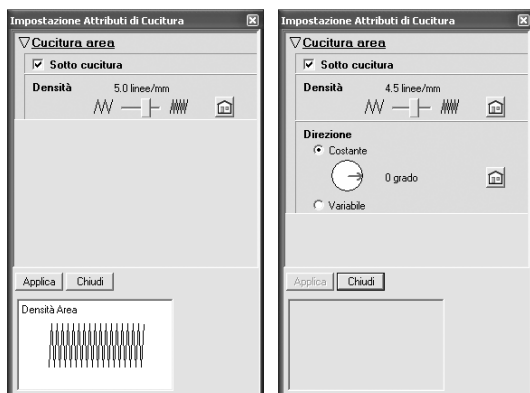 Impostazione Attributi di Cucitura
Cucitura area
Sotto cucitura
Densità 5.0 linee/mm
Applica Chiudi
Densità Area
Impostazione Attributi di Cucitura
Cucitura area
Sotto cucitura
Densità 4.5 linee/mm
Direzione
Costante
0 grado
Variabile
Applica Chiudi